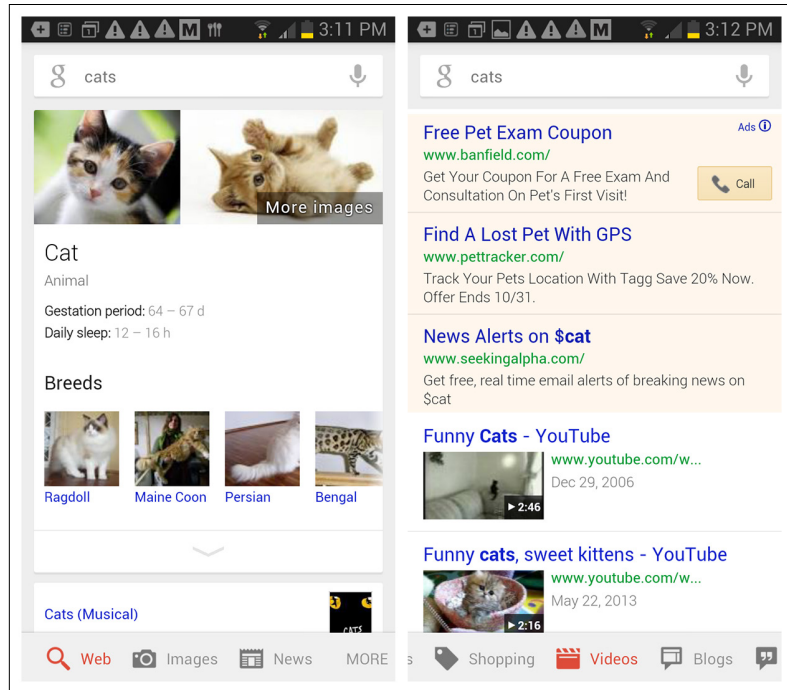 3:11 PM
g cats
More images
Cat
Animal
Gestation period: 64 – 67 d
Daily sleep: 12 – 16 h
Breeds
Ragdoll
Maine Coon
Persian
Bengal
Cats (Musical)
CATS
Web
Images
News
MORE
3:12 PM
g cats
Free Pet Exam Coupon
Ads
www.banfield.com/
Get Your Coupon For A Free Exam And
Consultation On Pet's First Visit!
Call
Find A Lost Pet With GPS
www.pettracker.com/
Track Your Pets Location With Tagg Save 20% Now.
Offer Ends 10/31.
News Alerts on $cat
www.seekingalpha.com/
Get free, real time email alerts of breaking news on
$cat
Funny Cats - YouTube
www.youtube.com/w...
Dec 29, 2006
2:46
Funny cats, sweet kittens - YouTube
www.youtube.com/w...
May 22, 2013
2:16
s
Shopping
Videos
Blogs